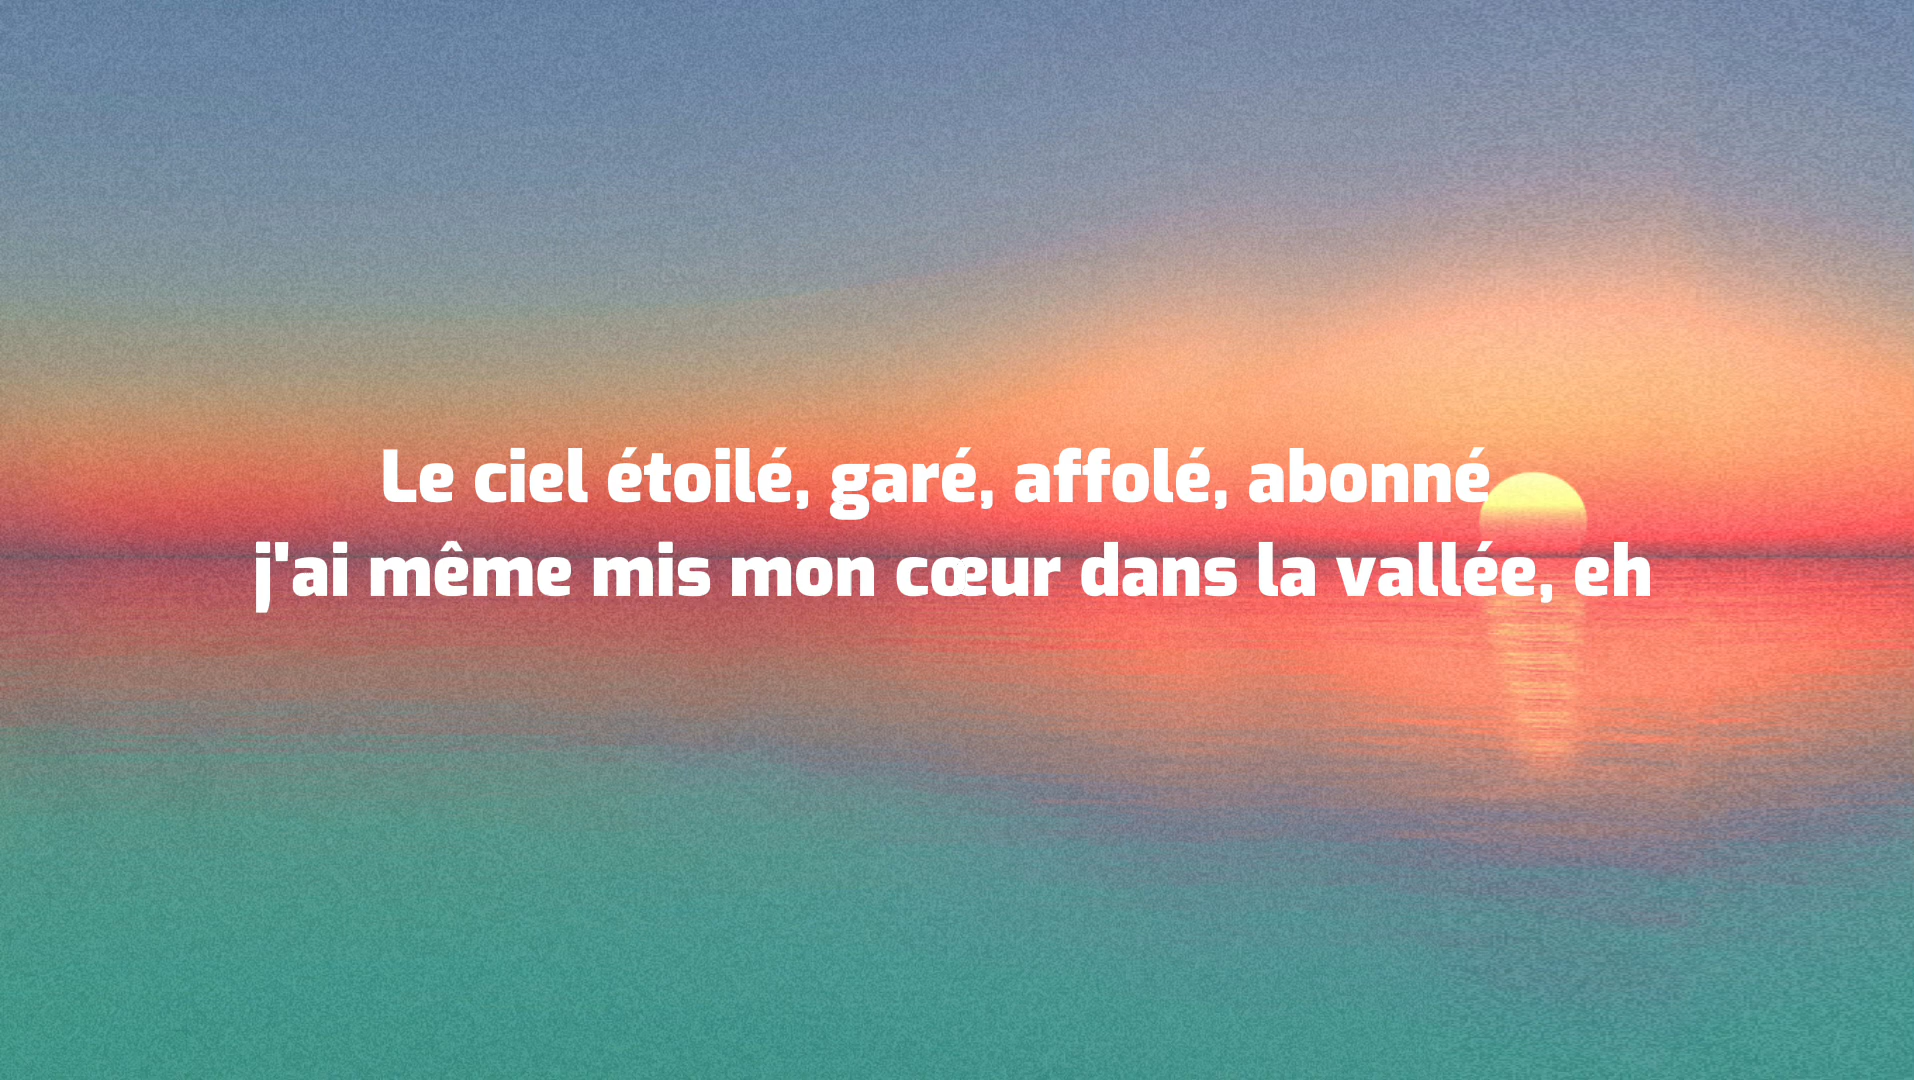 Le ciel étoilé, garé, affolé, abonné
j'ai même mis mon cœur dans la vallée, eh